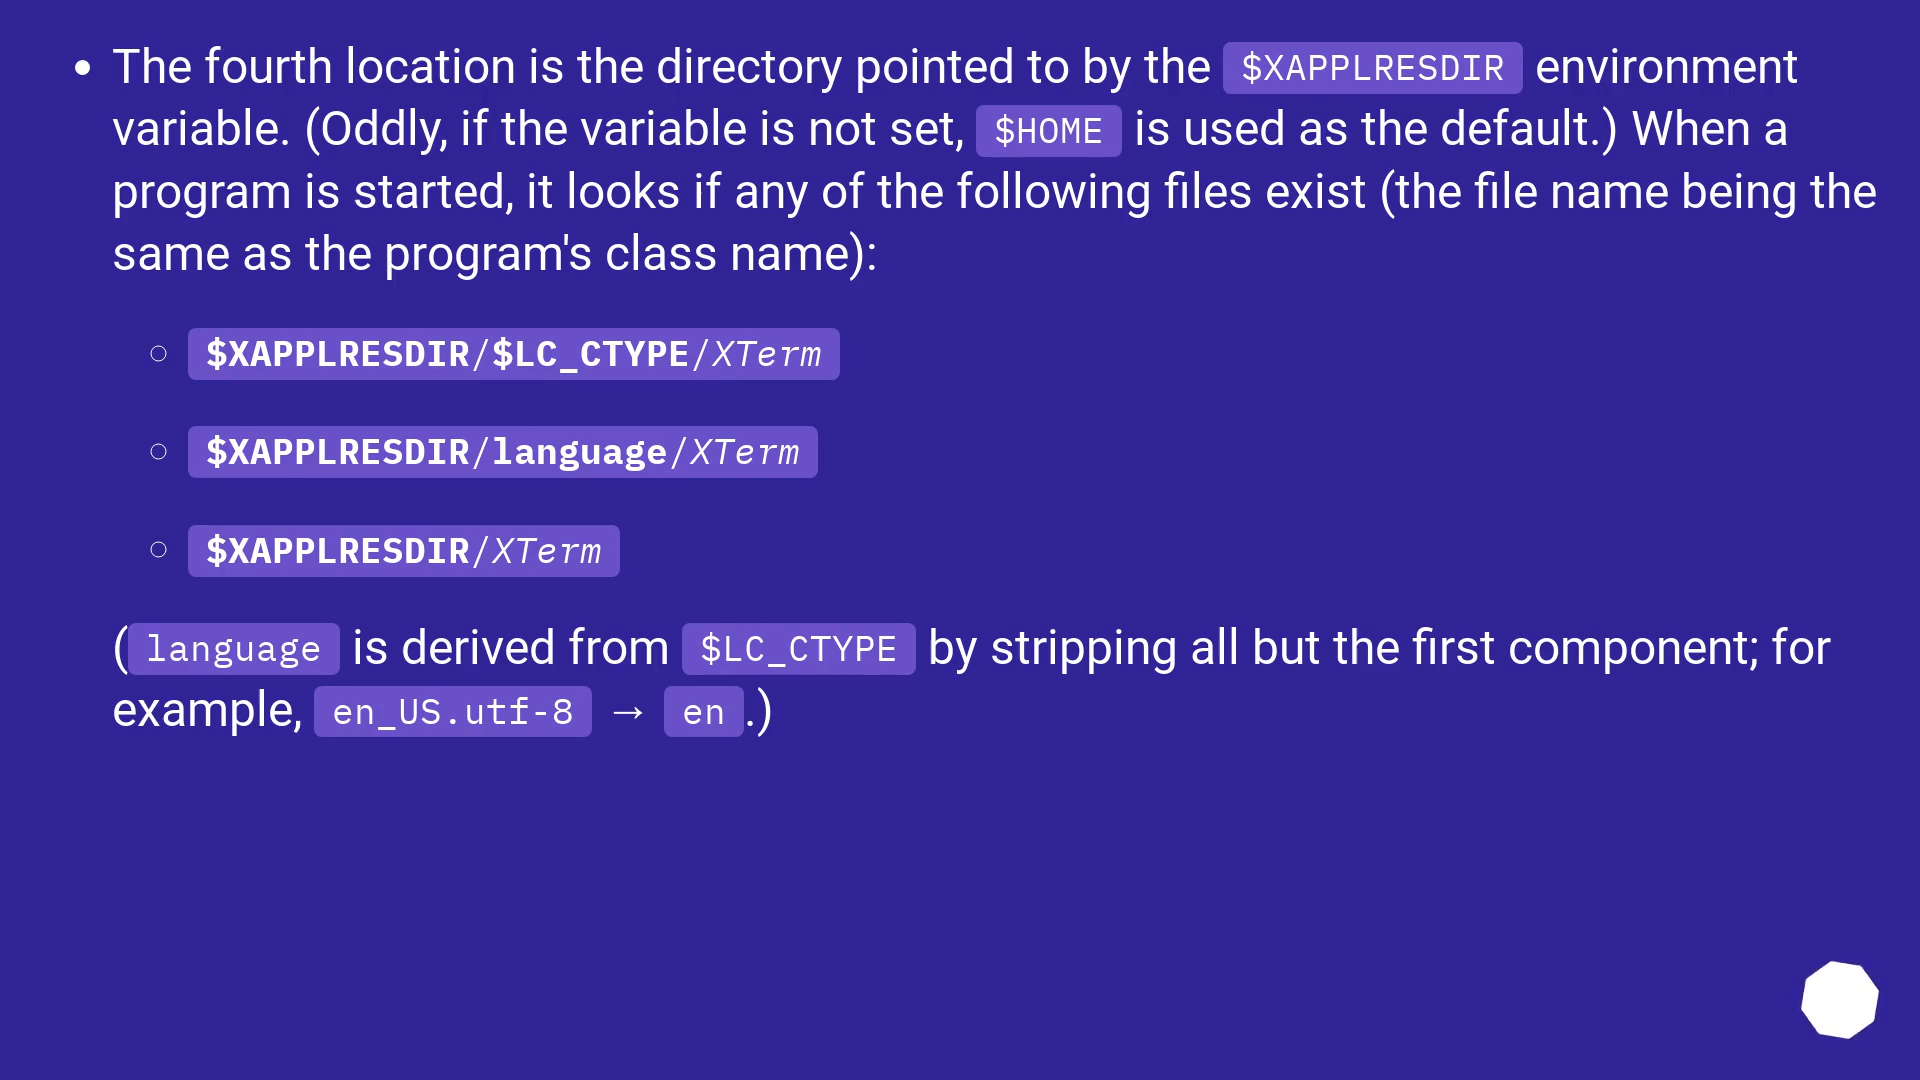 • The fourth location is the directory pointed to by the $XAPPLRESDIR environment
variable. (Oddly, if the variable is not set, $HOME is used as the default.) When a
program is started, it looks if any of the following files exist (the file name being the
same as the program's class name):
○ $XAPPLRESDIR/$LC_CTYPE/XTerm
○ $XAPPLRESDIR/language/XTerm
○ $XAPPLRESDIR/XTerm
(language is derived from $LC_CTYPE by stripping all but the first component; for
example, en_US.utf-8 → en.)